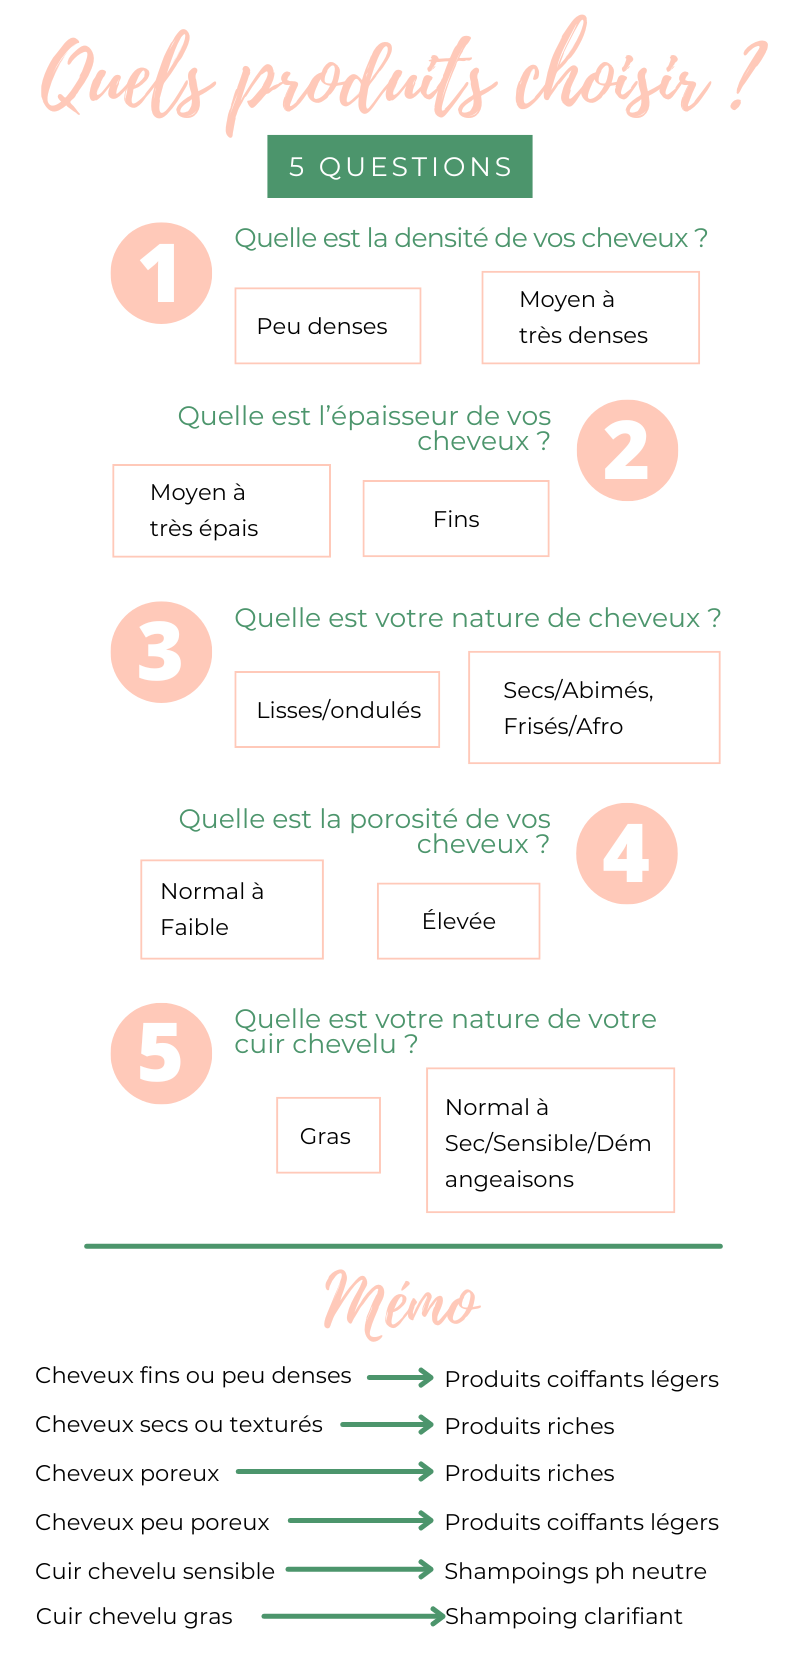 Quels produits choisir ?
5 QUESTIONS
1
Quelle est la densité de vos cheveux ?
Peu denses
Moyen à
très denses
Quelle est l’épaisseur de vos
cheveux ?
2
Moyen à
très épais
Fins
3
Quelle est votre nature de cheveux ?
Lisses/ondulés
Secs/Abimés,
Frisés/Afro
Quelle est la porosité de vos
cheveux ?
4
Normal à
Faible
Élevée
5
Quelle est votre nature de votre
cuir chevelu ?
Gras
Normal à
Sec/Sensible/Dém
angeaisons
Mémo
Cheveux fins ou peu denses Produits coiffants légers
Cheveux secs ou texturés Produits riches
Cheveux poreux Produits riches
Cheveux peu poreux Produits coiffants légers
Cuir chevelu sensible Shampoings ph neutre
Cuir chevelu gras Shampoing clarifiant